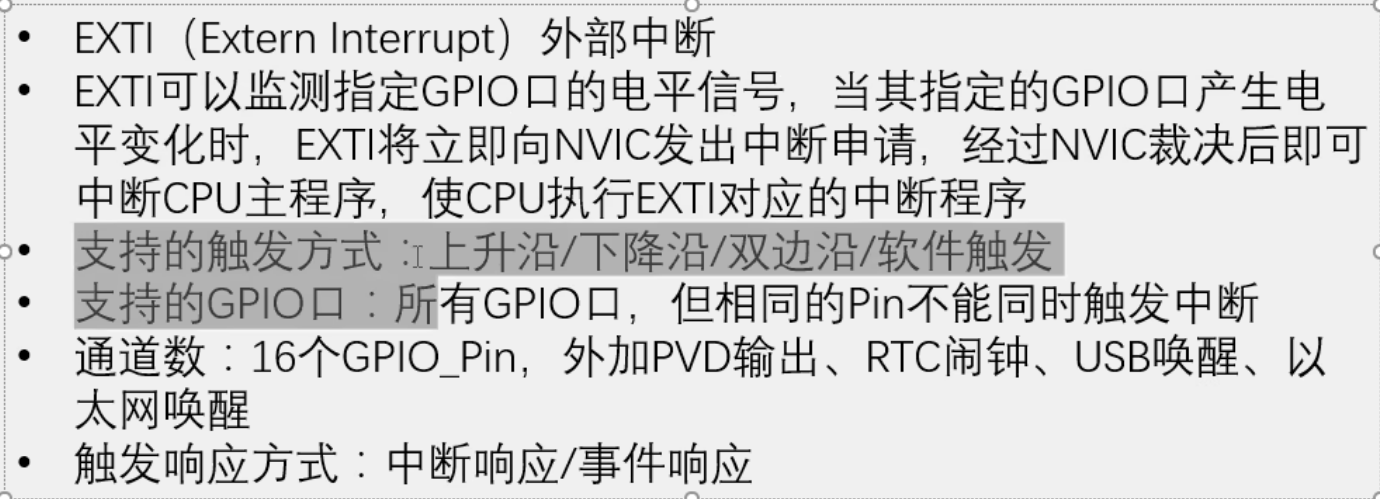 • EXTI（Extern Interrupt）外部中断
• EXTI可以监测指定GPIO口的电平信号，当其指定的GPIO口产生电
平变化时，EXTI将立即向NVIC发出中断申请，经过NVIC裁决后即可
中断CPU主程序，使CPU执行EXTI对应的中断程序
• 支持的触发方式：上升沿/下降沿/双边沿/软件触发
• 支持的GPIO口：所有GPIO口，但相同的Pin不能同时触发中断
• 通道数：16个GPIO_Pin，外加PVD输出、RTC闹钟、USB唤醒、以
太网唤醒
• 触发响应方式：中断响应/事件响应